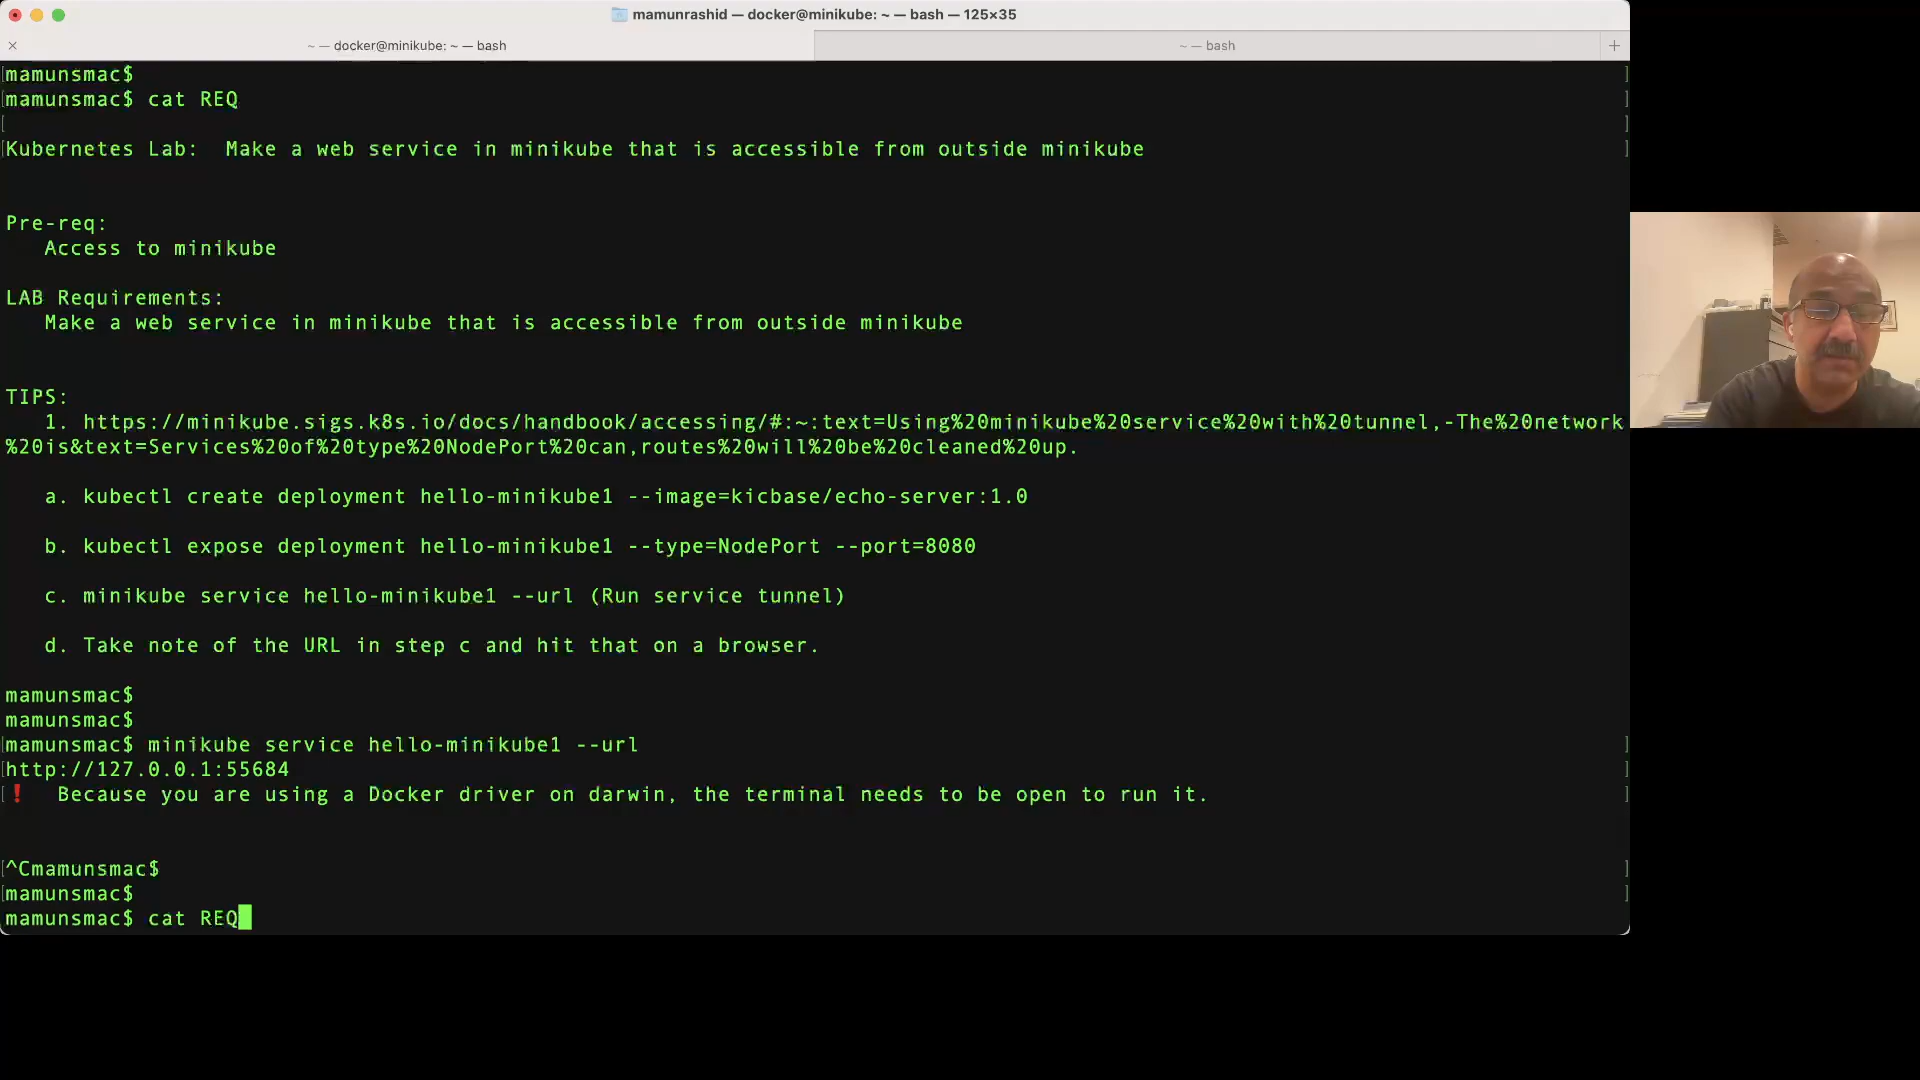 mamunrashid — docker@minikube: ~ — bash — 125×35
~ — docker@minikube: ~ — bash
~ — bash
mamunsmac$
mamunsmac$ cat REQ
Kubernetes Lab:  Make a web service in minikube that is accessible from outside minikube
Pre-req:
Access to minikube
LAB Requirements:
Make a web service in minikube that is accessible from outside minikube
TIPS:
1. https://minikube.sigs.k8s.io/docs/handbook/accessing/#:~:text=Using%20minikube%20service%20with%20tunnel,-The%20network
%20is&text=Services%20of%20type%20NodePort%20can,routes%20will%20be%20cleaned%20up.
a. kubectl create deployment hello-minikube1 --image=kicbase/echo-server:1.0
b. kubectl expose deployment hello-minikube1 --type=NodePort --port=8080
c. minikube service hello-minikube1 --url (Run service tunnel)
d. Take note of the URL in step c and hit that on a browser.
mamunsmac$
mamunsmac$
mamunsmac$ minikube service hello-minikube1 --url
http://127.0.0.1:55684
❗  Because you are using a Docker driver on darwin, the terminal needs to be open to run it.
^Cmamunsmac$
mamunsmac$
mamunsmac$ cat REQ